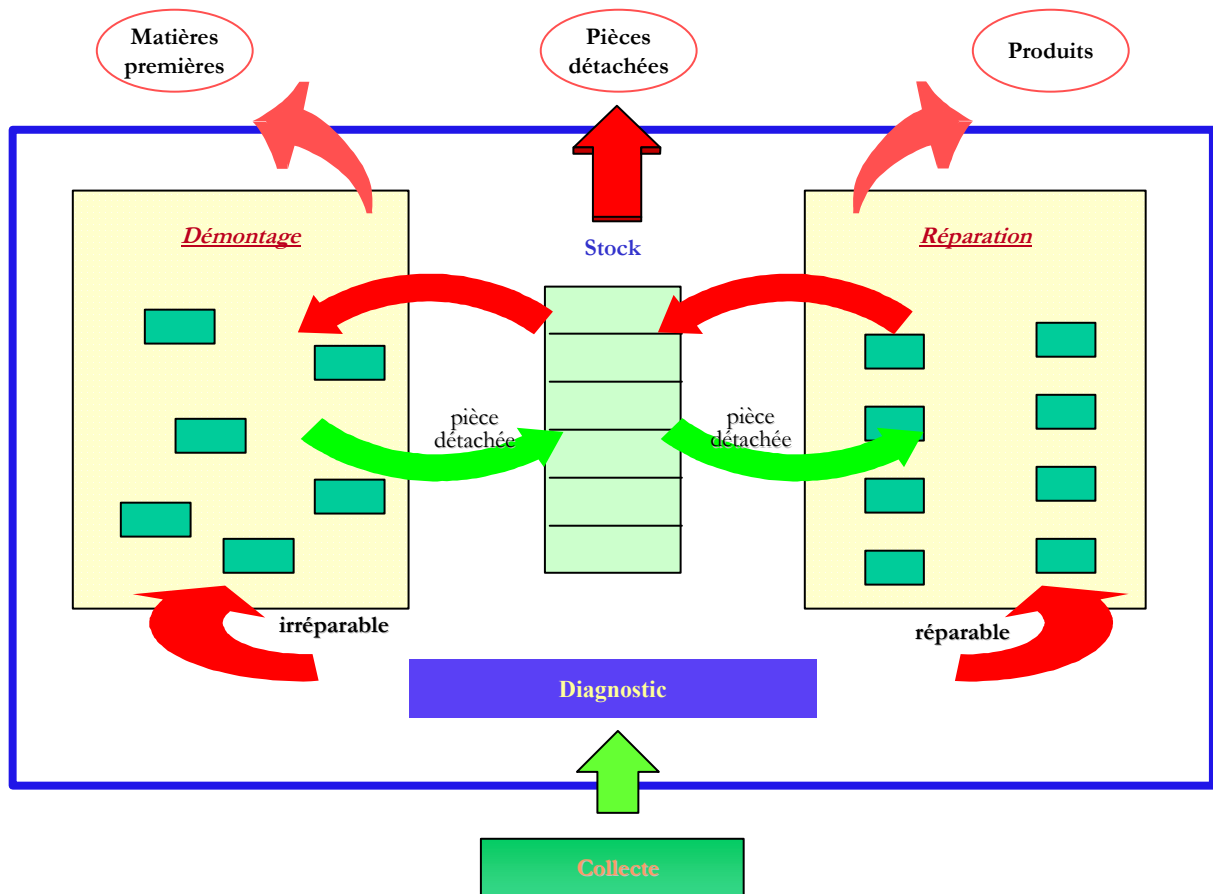 Matières
premières
Pièces
détachées
Produits
Démontage
Stock
Réparation
pièce
détachée
pièce
détachée
irréparable
réparable
Diagnostic
Collecte